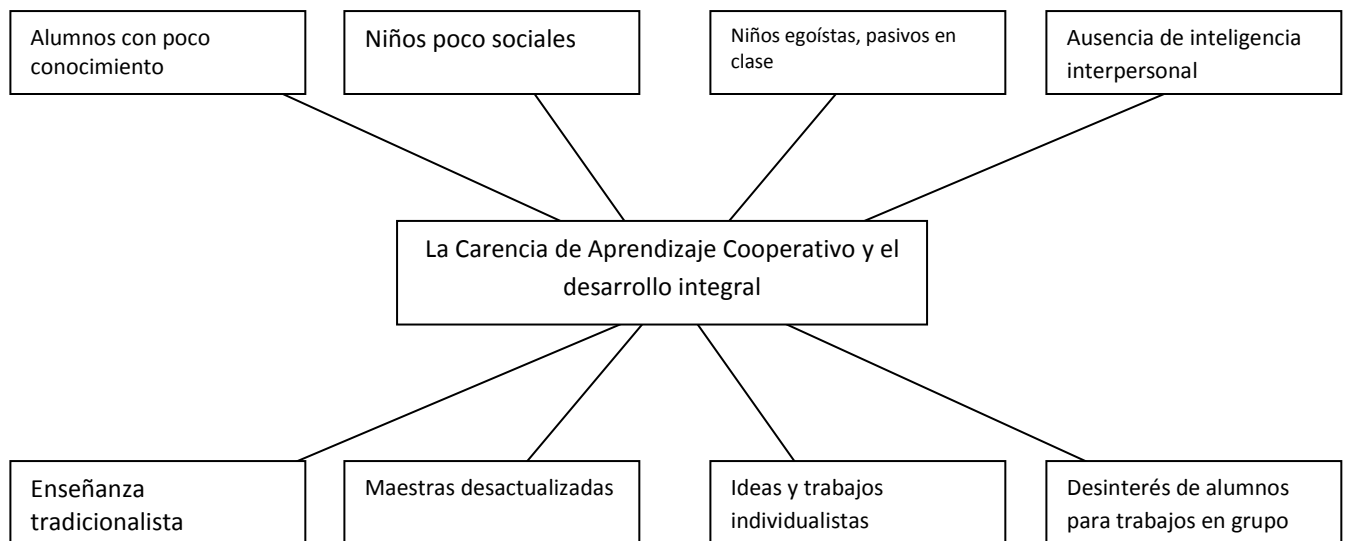 Alumnos con poco
conocimiento
Niños poco sociales
Niños egoístas, pasivos en
clase
Ausencia de inteligencia
interpersonal
La Carencia de Aprendizaje Cooperativo y el
desarrollo integral
Enseñanza
tradicionalista
Maestras desactualizadas
Ideas y trabajos
individualistas
Desinterés de alumnos
para trabajos en grupo